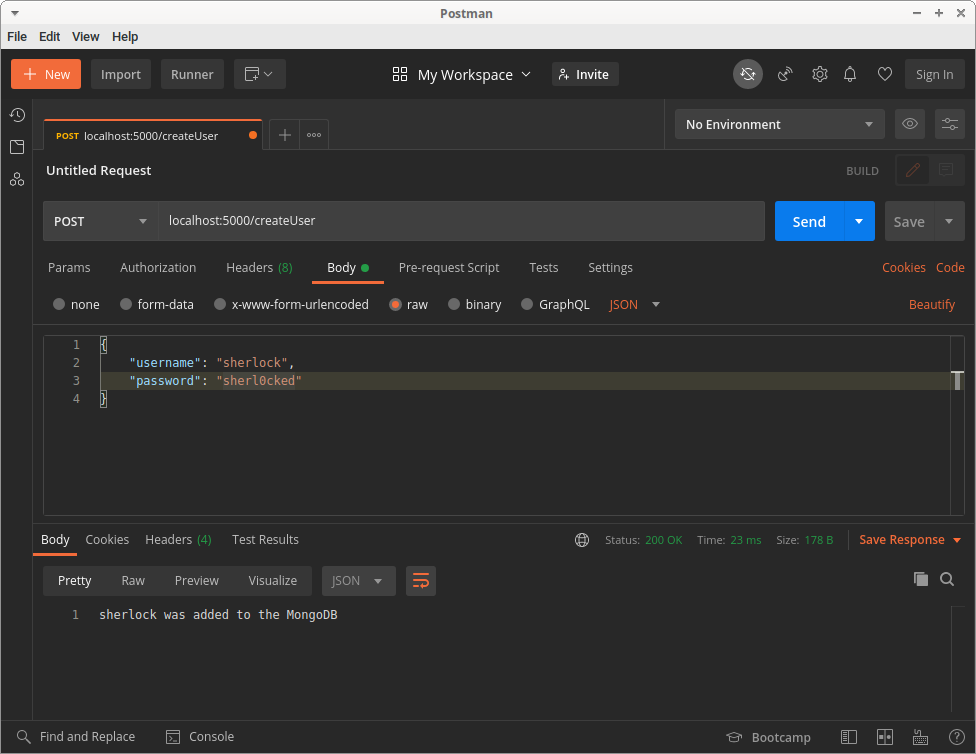 Postman
File Edit View Help
New Import Runner My Workspace Invite Sign In
POST localhost:5000/createUser No Environment
Untitled Request BUILD
POST localhost:5000/createUser Send Save
Params Authorization Headers (8) Body Pre-request Script Tests Settings Cookies Code
none form-data x-www-form-urlencoded raw binary GraphQL JSON Beautify
1 {
2 "username": "sherlock",
3 "password": "sherl0cked"
4 }
Body Cookies Headers (4) Test Results Status: 200 OK Time: 23 ms Size: 178 B Save Response
Pretty Raw Preview Visualize JSON
1 sherlock was added to the MongoDB
Find and Replace Console Bootcamp